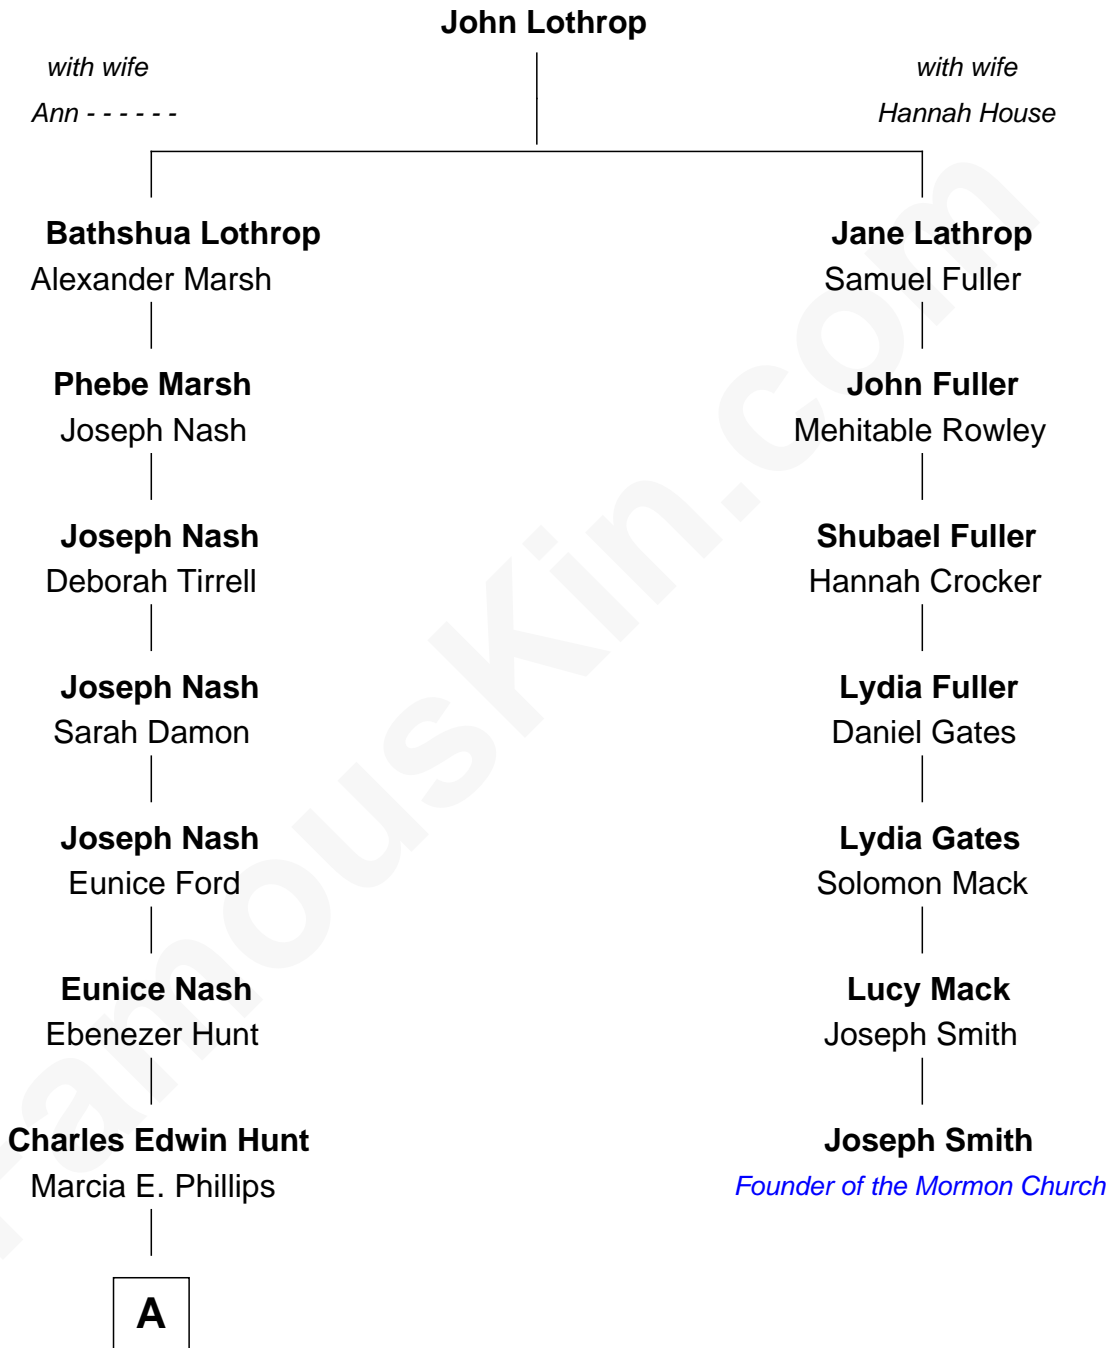 John Lothrop
with wife
Ann - - - - - -
with wife
Hannah House
Bathshua Lothrop
Alexander Marsh
Jane Lathrop
Samuel Fuller
Phebe Marsh
Joseph Nash
John Fuller
Mehitable Rowley
Joseph Nash
Deborah Tirrell
Shubael Fuller
Hannah Crocker
Joseph Nash
Sarah Damon
Lydia Fuller
Daniel Gates
Joseph Nash
Eunice Ford
Lydia Gates
Solomon Mack
Eunice Nash
Ebenezer Hunt
Lucy Mack
Joseph Smith
Charles Edwin Hunt
Marcia E. Phillips
Joseph Smith
Founder of the Mormon Church
A
FamousKin.com